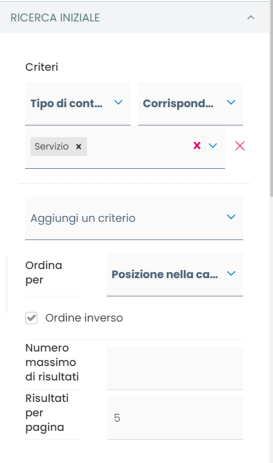 RICERCA INIZIALE
Criteri
Tipo di cont... Corrispond...
Servizio ×
Aggiungi un criterio
Ordina
per
Posizione nella ca...
Ordine inverso
Numero
massimo
di risultati
Risultati
per
pagina
5